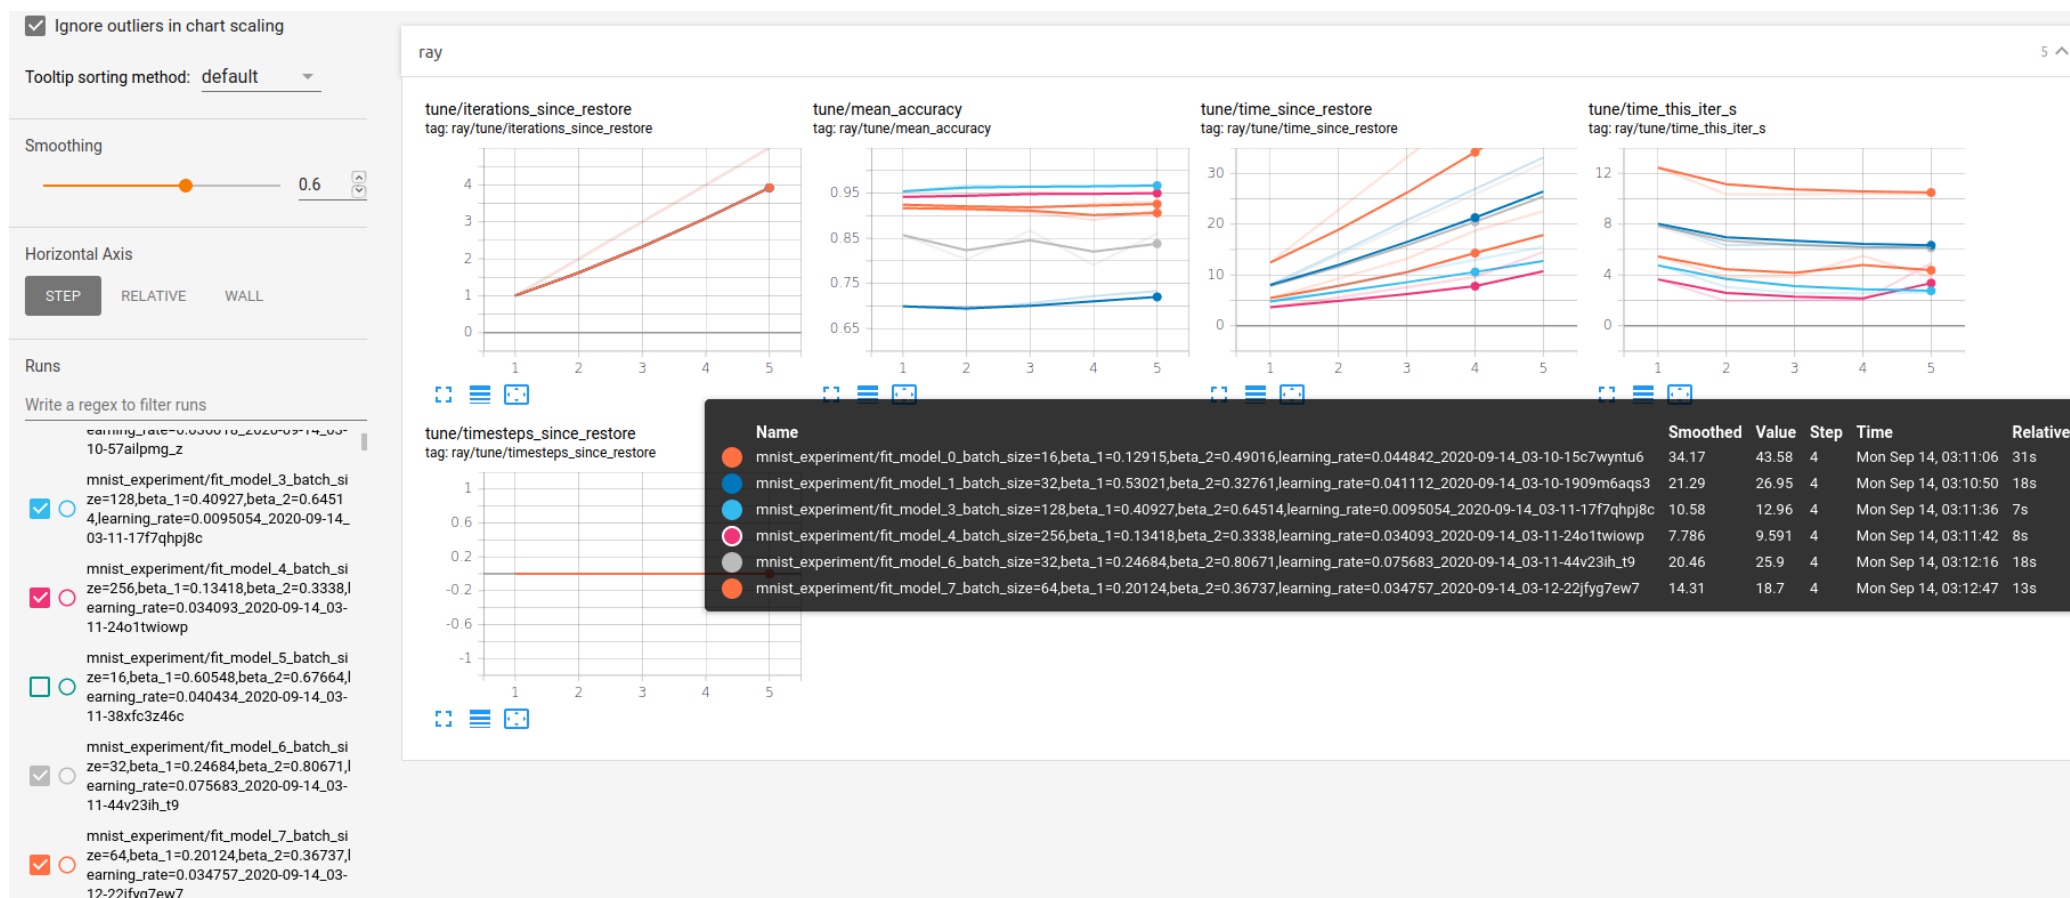 Ignore outliers in chart scaling
Tooltip sorting method: default
Smoothing
0.6
Horizontal Axis
STEP RELATIVE WALL
Runs
Write a regex to filter runs
10-57ailpmg_z
mnist_experiment/fit_model_3_batch_si
ze=128,beta_1=0.40927,beta_2=0.6451
4,learning_rate=0.0095054_2020-09-14_
03-11-17f7qhpj8c
mnist_experiment/fit_model_4_batch_si
ze=256,beta_1=0.13418,beta_2=0.3338,l
earning_rate=0.034093_2020-09-14_03-
11-24o1twiowp
mnist_experiment/fit_model_5_batch_si
ze=16,beta_1=0.60548,beta_2=0.67664,l
earning_rate=0.040434_2020-09-14_03-
11-38xfc3z46c
mnist_experiment/fit_model_6_batch_si
ze=32,beta_1=0.24684,beta_2=0.80671,l
earning_rate=0.075683_2020-09-14_03-
11-44v23ih_t9
mnist_experiment/fit_model_7_batch_si
ze=64,beta_1=0.20124,beta_2=0.36737,l
earning_rate=0.034757_2020-09-14_03-
12-22jfyg7ew7
ray 5
tune/iterations_since_restore
tag: ray/tune/iterations_since_restore
4
3
2
1
0
1 2 3 4 5
tune/mean_accuracy
tag: ray/tune/mean_accuracy
0.95
0.85
0.75
0.65
1 2 3 4 5
tune/time_since_restore
tag: ray/tune/time_since_restore
30
20
10
0
1 2 3 4 5
tune/time_this_iter_s
tag: ray/tune/time_this_iter_s
12
8
4
0
1 2 3 4 5
tune/timesteps_since_restore
tag: ray/tune/timesteps_since_restore
1
0.6
0.2
-0.2
-0.6
-1
1 2 3 4 5
Name Smoothed Value Step Time Relative
mnist_experiment/fit_model_0_batch_size=16,beta_1=0.12915,beta_2=0.49016,learning_rate=0.044842_2020-09-14_03-10-15c7wyntu6 34.17 43.58 4 Mon Sep 14, 03:11:06 31s
mnist_experiment/fit_model_1_batch_size=32,beta_1=0.53021,beta_2=0.32761,learning_rate=0.041112_2020-09-14_03-10-1909m6aqs3 21.29 26.95 4 Mon Sep 14, 03:10:50 18s
mnist_experiment/fit_model_3_batch_size=128,beta_1=0.40927,beta_2=0.64514,learning_rate=0.0095054_2020-09-14_03-11-17f7qhpj8c 10.58 12.96 4 Mon Sep 14, 03:11:36 7s
mnist_experiment/fit_model_4_batch_size=256,beta_1=0.13418,beta_2=0.3338,learning_rate=0.034093_2020-09-14_03-11-24o1twiowp 7.786 9.591 4 Mon Sep 14, 03:11:42 8s
mnist_experiment/fit_model_6_batch_size=32,beta_1=0.24684,beta_2=0.80671,learning_rate=0.075683_2020-09-14_03-11-44v23ih_t9 20.46 25.9 4 Mon Sep 14, 03:12:16 18s
mnist_experiment/fit_model_7_batch_size=64,beta_1=0.20124,beta_2=0.36737,learning_rate=0.034757_2020-09-14_03-12-22jfyg7ew7 14.31 18.7 4 Mon Sep 14, 03:12:47 13s